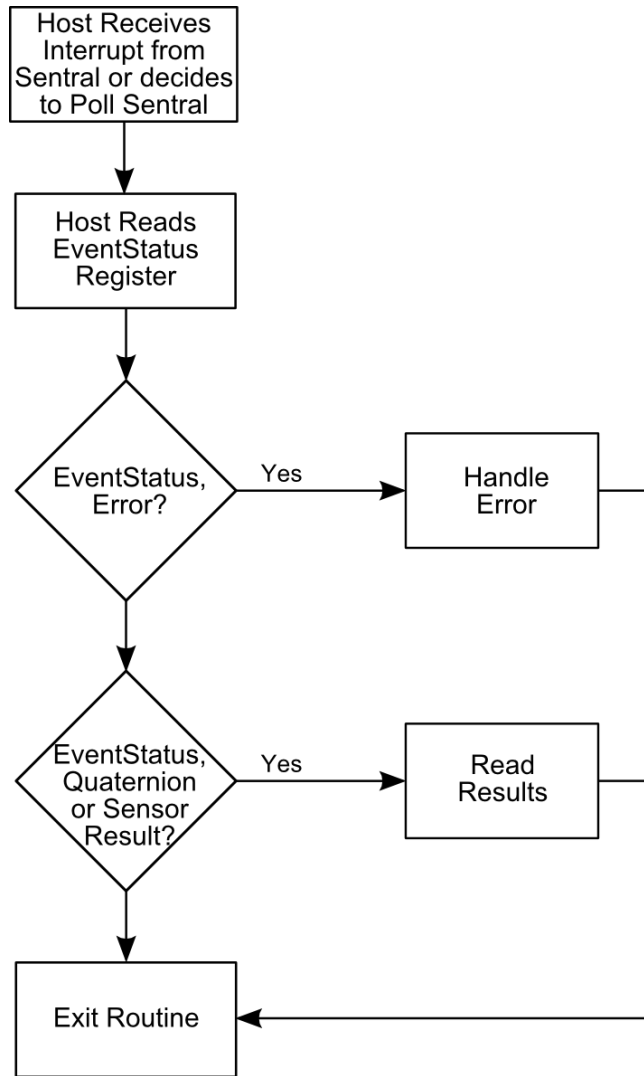 Host Receives
Interrupt from
Sentral or decides
to Poll Sentral
Host Reads
EventStatus
Register
EventStatus,
Error?
Yes
Handle
Error
EventStatus,
Quaternion
or Sensor
Result?
Yes
Read
Results
Exit Routine